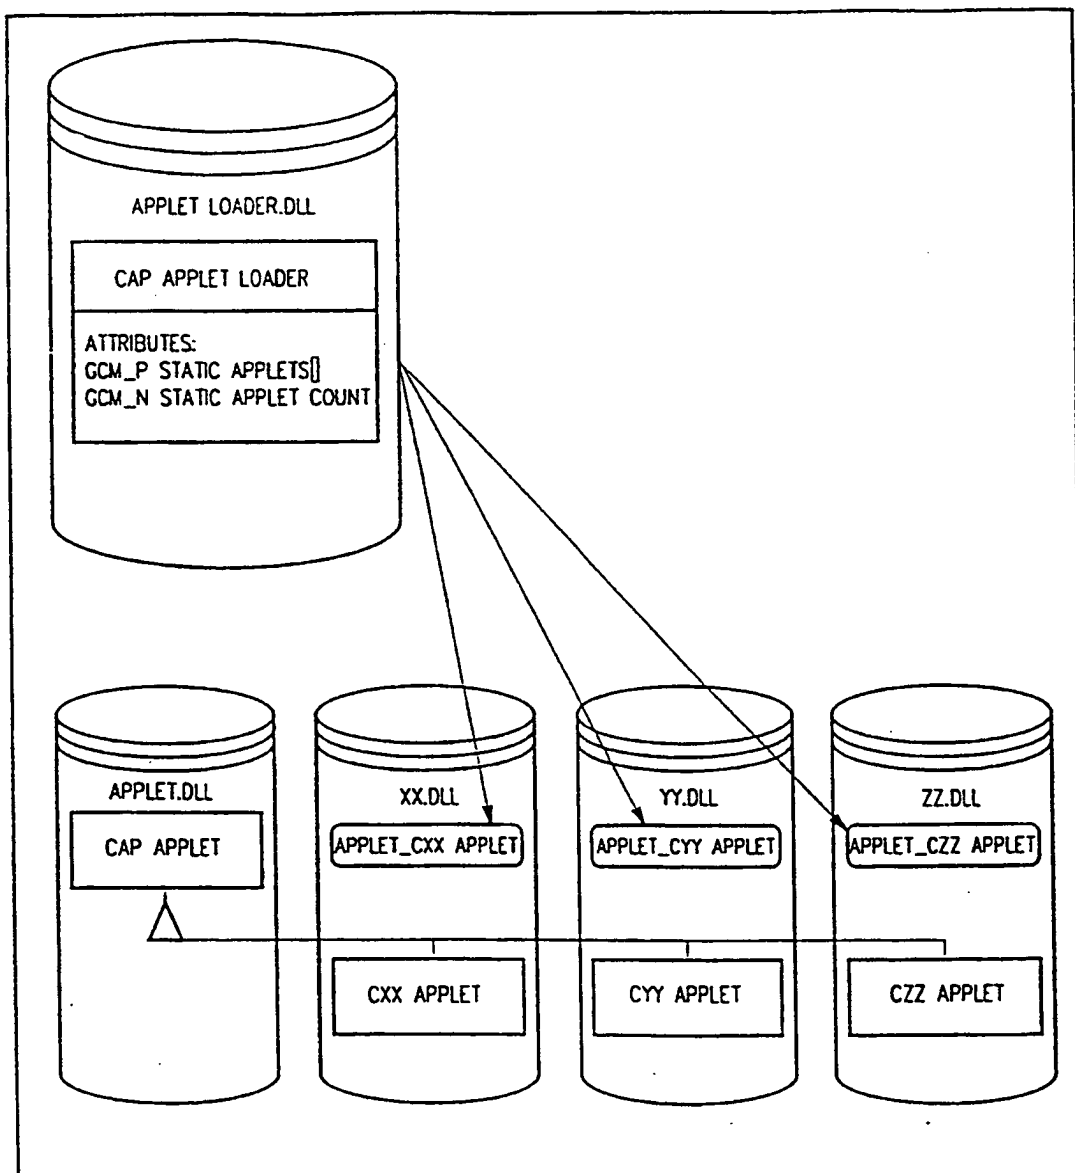 APPLET LOADER.DLL
CAP APPLET LOADER
ATTRIBUTES:
GCM_P STATIC APPLETS[]
GCM_N STATIC APPLET COUNT
APPLET.DLL
CAP APPLET
XX.DLL
APPLET_CXX APPLET
CXX APPLET
YY.DLL
APPLET_CYY APPLET
CYY APPLET
ZZ.DLL
APPLET_CZZ APPLET
CZZ APPLET